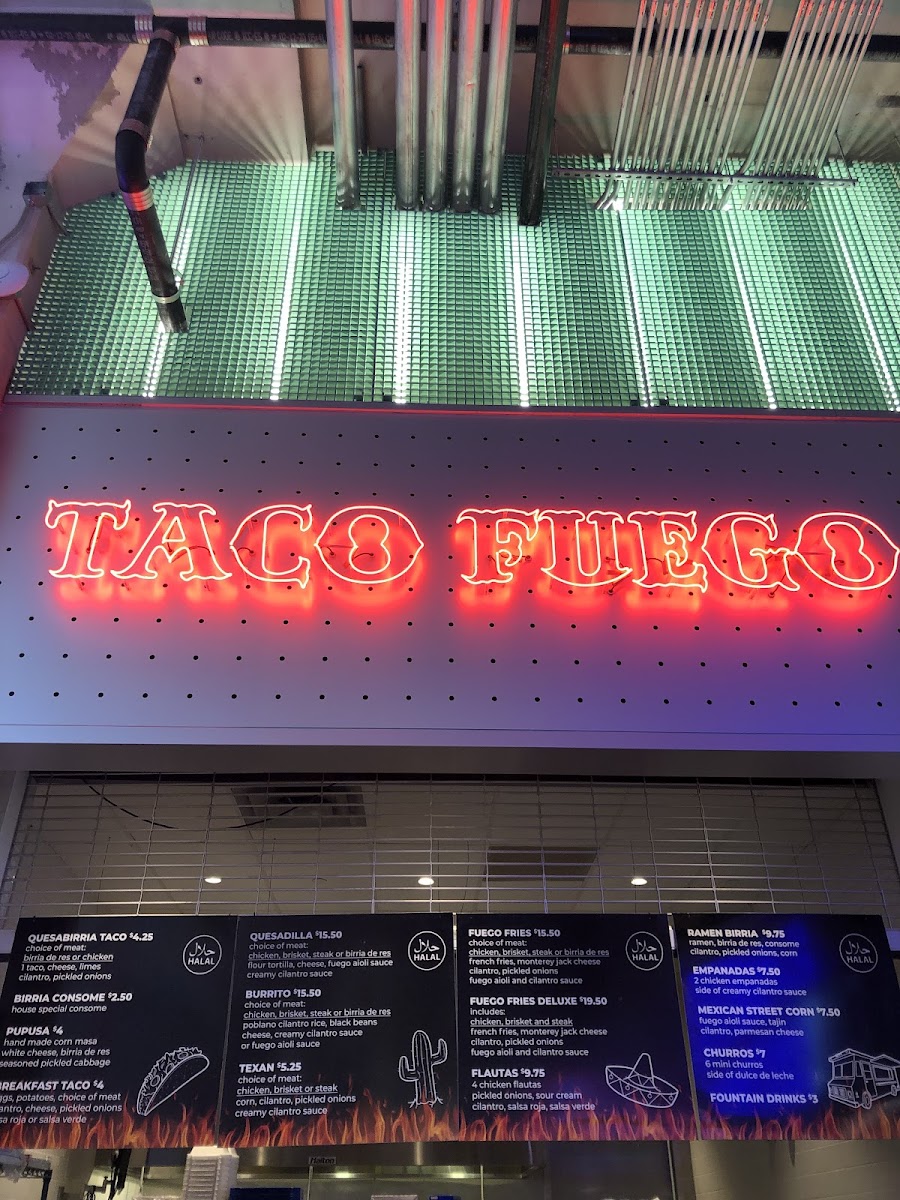 TACO FUEGO
QUESABIRRIA TACO $4.25
choice of meat:
birria de res or chicken
1 taco, cheese, limes
cilantro, pickled onions
حلال
HALAL
BIRRIA CONSOME $2.50
house special consome
PUPUSA $4
hand made corn masa
white cheese, birria de res
seasoned pickled cabbage
BREAKFAST TACO $4
eggs, potatoes, choice of meat
cilantro, cheese, pickled onions
salsa roja or salsa verde
QUESADILLA $15.50
choice of meat:
chicken, brisket, steak or birria de res
flour tortilla, cheese, fuego aioli sauce
creamy cilantro sauce
حلال
HALAL
BURRITO $15.50
choice of meat:
chicken, brisket, steak or birria de res
poblano cilantro rice, black beans
cheese, creamy cilantro sauce
or fuego aioli sauce
TEXAN $5.25
choice of meat:
chicken, brisket or steak
corn, cilantro, pickled onions
creamy cilantro sauce
FUEGO FRIES $15.50
choice of meat:
chicken, brisket, steak or birria de res
french fries, monterey jack cheese
cilantro, pickled onions
fuego aioli and cilantro sauce
حلال
HALAL
FUEGO FRIES DELUXE $19.50
includes:
chicken, brisket and steak
french fries, monterey jack cheese
cilantro, pickled onions
fuego aioli and cilantro sauce
FLAUTAS $9.75
4 chicken flautas
pickled onions, sour cream
cilantro, salsa roja, salsa verde
RAMEN BIRRIA $9.75
ramen, birria de res, consome
cilantro, pickled onions, corn
حلال
HALAL
EMPANADAS $7.50
2 chicken empanadas
side of creamy cilantro sauce
MEXICAN STREET CORN $7.50
fuego aioli sauce, tajin
cilantro, parmesan cheese
CHURROS $7
6 mini churros
side of dulce de leche
FOUNTAIN DRINKS $3
Halton